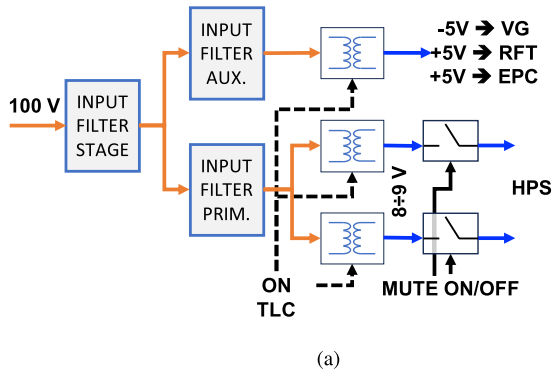 100 V
INPUT
FILTER
STAGE
INPUT
FILTER
AUX.
INPUT
FILTER
PRIM.
-5V ➔ VG
+5V ➔ RFT
+5V ➔ EPC
8÷9 V
HPS
ON
TLC
MUTE ON/OFF
(a)